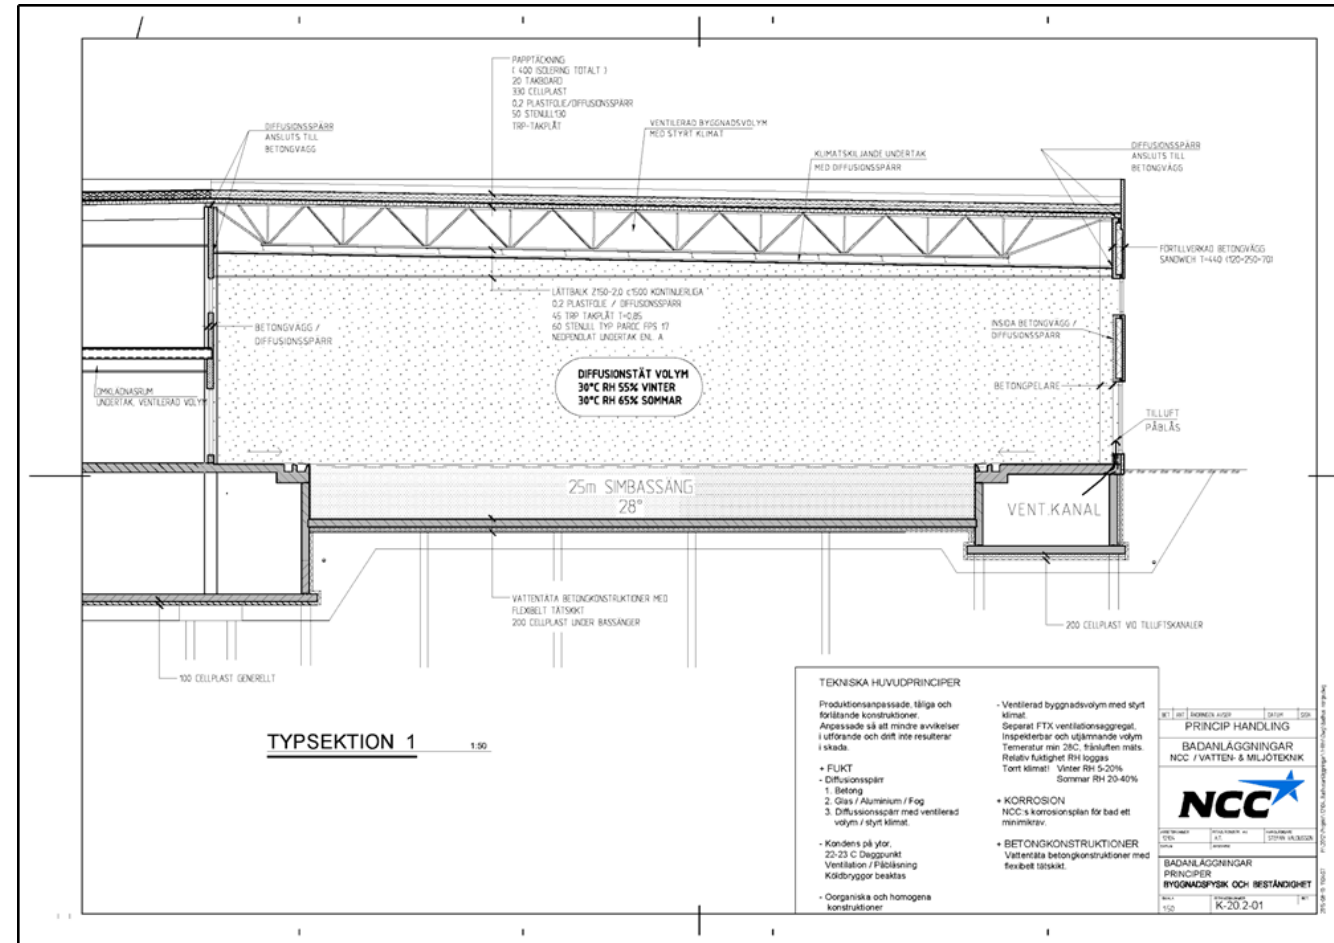 PAPPTÄCKNING
( 400 ISOLERING TOTALT )
20 TAKBOARD
330 CELLPLAST
0,2 PLASTFOLIE/DIFFUSIONSSPÄRR
50 STENULL130
TRP-TAKPLÅT
DIFFUSIONSSPÄRR
ANSLUTS TILL
BETONGVÄGG
VENTILERAD BYGGNADSVOLYM
MED STYRT KLIMAT
KLIMATSKILJANDE UNDERTAK
MED DIFFUSIONSSPÄRR
DIFFUSIONSSPÄRR
ANSLUTS TILL
BETONGVÄGG
FÖRTILLVERKAD BETONGVÄGG
SANDWICH T=440 (120+250+70)
LÄTTBALK Z150-2,0 c1500 KONTINUERLIGA
0,2 PLASTFOLIE / DIFFUSIONSSPÄRR
45 TRP TAKPLÅT T=0,85
60 STENULL TYP PAROC FPS 17
NEDPENDLAT UNDERTAK ENL. A
BETONGVÄGG /
DIFFUSIONSSPÄRR
INSIDA BETONGVÄGG /
DIFFUSIONSSPÄRR
DIFFUSIONSTÄT VOLYM
30°C RH 55% VINTER
30°C RH 65% SOMMAR
BETONGPELARE
OMKLÄDNASRUM
UNDERTAK, VENTILERAD VOLYM
TILLUFT
PÅBLÅS
25m SIMBASSÄNG
28°
VENT.KANAL
VATTENTÄTA BETONGKONSTRUKTIONER MED
FLEXIBELT TÄTSKIKT
200 CELLPLAST UNDER BASSÄNGER
200 CELLPLAST VID TILLUFTSKANALER
100 CELLPLAST GENERELLT
TYPSEKTION 1
1:50
TEKNISKA HUVUDPRINCIPER
Produktionsanpassade, tåliga och
förlåtande konstruktioner.
Anpassade så att mindre avvikelser
i utförande och drift inte resulterar
i skada.
+ FUKT
- Diffusionsspärr
1. Betong
2. Glas / Aluminium / Fog
3. Diffussionsspärr med ventilerad
volym / styrt klimat.
- Kondens på ytor.
22-23 C Daggpunkt
Ventilation / Påblåsning
Köldbryggor beaktas
- Oorganiska och homogena
konstruktioner
- Ventilerad byggnadsvolym med styrt
klimat.
Separat FTX ventilationsaggregat.
Inspekterbar och utjämnande volym
Temeratur min 28C, frånluften mäts.
Relativ fuktighet RH loggas
Torrt klimat! Vinter RH 5-20%
Sommar RH 20-40%
+ KORROSION
NCC:s korrosionsplan för bad ett
minimikrav.
+ BETONGKONSTRUKTIONER
Vattentäta betongkonstruktioner med
flexibelt tätskikt.
BET ANT ÄNDRINGEN AVSER DATUM SIGN
PRINCIP HANDLING
BADANLÄGGNINGAR
NCC / VATTEN- & MILJÖTEKNIK
NCC
BADANLÄGGNINGAR
PRINCIPER
BYGGNADSFYSIK OCH BESTÄNDIGHET
1:50
K-20.2-01